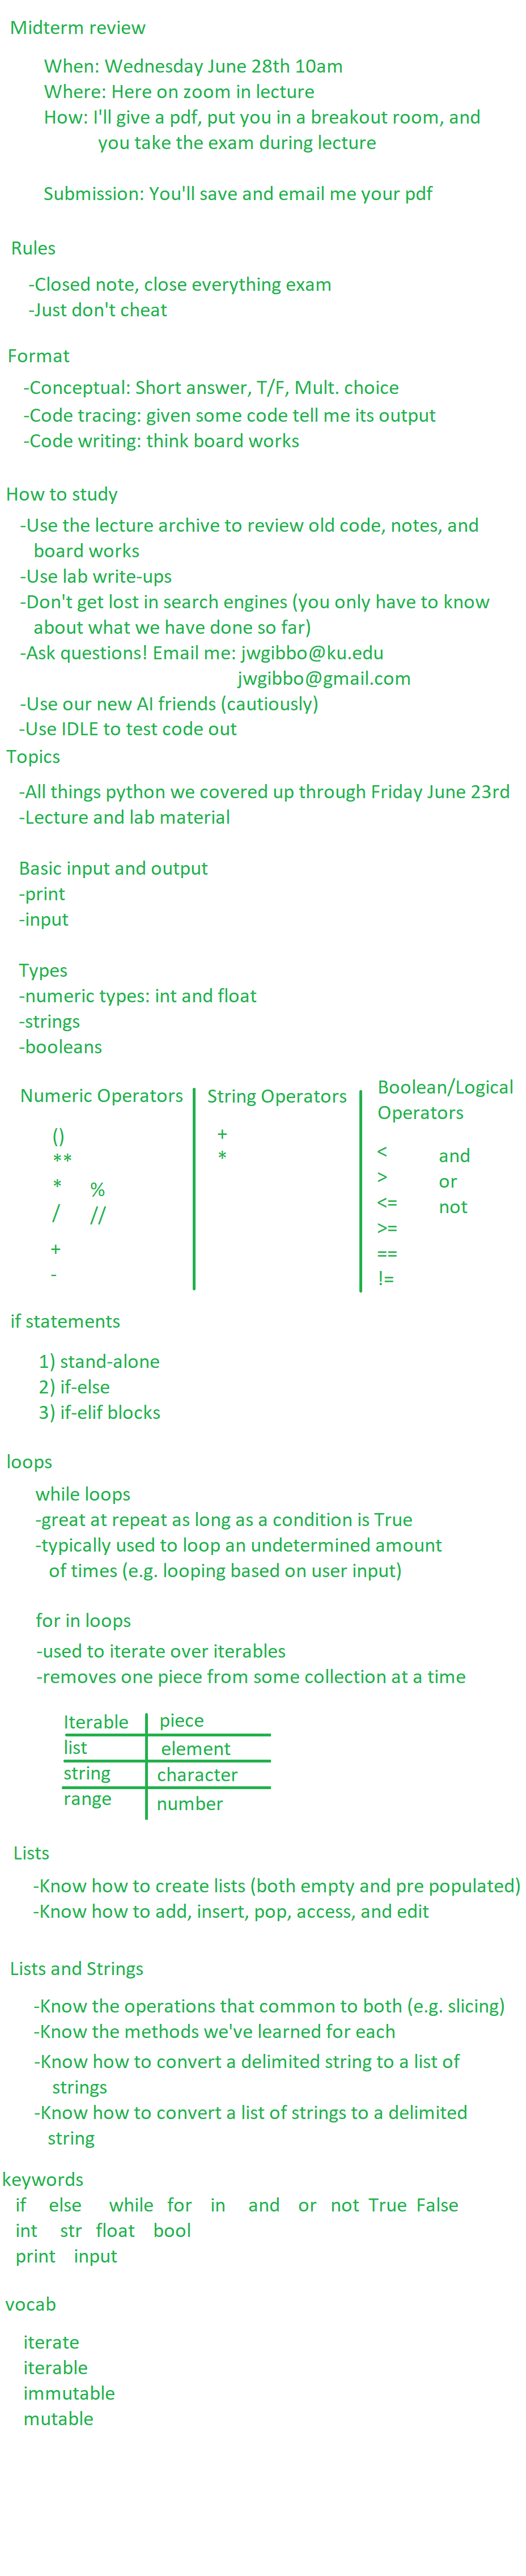 Midterm review
When: Wednesday June 28th 10am
Where: Here on zoom in lecture
How: I'll give a pdf, put you in a breakout room, and
you take the exam during lecture
Submission: You'll save and email me your pdf
Rules
-Closed note, close everything exam
-Just don't cheat
Format
-Conceptual: Short answer, T/F, Mult. choice
-Code tracing: given some code tell me its output
-Code writing: think board works
How to study
-Use the lecture archive to review old code, notes, and
board works
-Use lab write-ups
-Don't get lost in search engines (you only have to know
about what we have done so far)
-Ask questions! Email me: jwgibbo@ku.edu
jwgibbo@gmail.com
-Use our new AI friends (cautiously)
-Use IDLE to test code out
Topics
-All things python we covered up through Friday June 23rd
-Lecture and lab material
Basic input and output
-print
-input
Types
-numeric types: int and float
-strings
-booleans
Numeric Operators
()
**
* %
/ //
+
-
String Operators
+
*
Boolean/Logical
Operators
< and
> or
<= not
>=
==
!=
if statements
1) stand-alone
2) if-else
3) if-elif blocks
loops
while loops
-great at repeat as long as a condition is True
-typically used to loop an undetermined amount
of times (e.g. looping based on user input)
for in loops
-used to iterate over iterables
-removes one piece from some collection at a time
Iterable piece
list element
string character
range number
Lists
-Know how to create lists (both empty and pre populated)
-Know how to add, insert, pop, access, and edit
Lists and Strings
-Know the operations that common to both (e.g. slicing)
-Know the methods we've learned for each
-Know how to convert a delimited string to a list of
strings
-Know how to convert a list of strings to a delimited
string
keywords
if else while for in and or not True False
int str float bool
print input
vocab
iterate
iterable
immutable
mutable